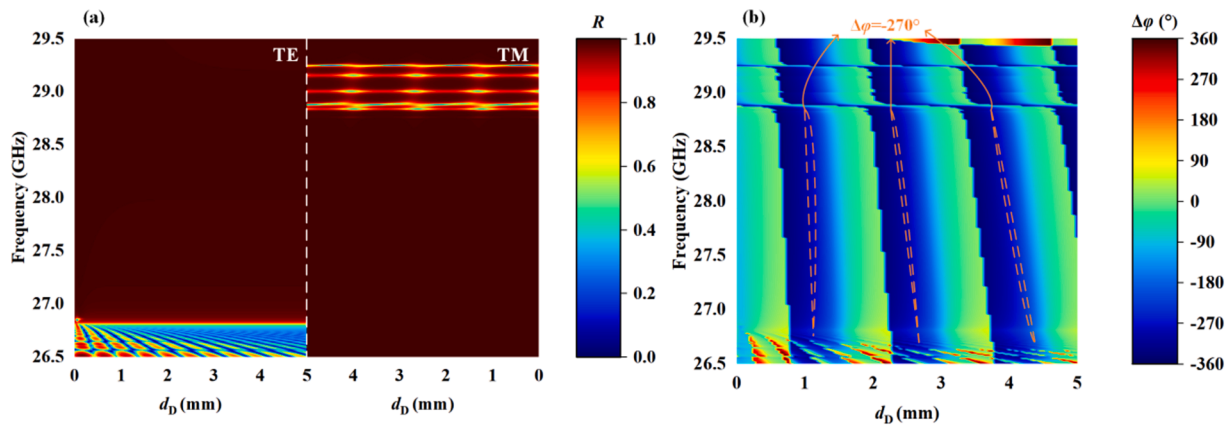 (a)
R
(b)
Δφ=-270°
Δφ (°)
29.5
TE
TM
1.0
29.5
360
29.0
0.8
29.0
270
28.5
180
28.5
0.6
90
28.0
28.0
0
0.4
27.5
27.5
-90
-180
27.0
0.2
27.0
-270
26.5
0.0
26.5
-360
0 1 2 3 4 5 4 3 2 1 0
0 1 2 3 4 5
dD (mm)
dD (mm)
dD (mm)
Frequency (GHz)
Frequency (GHz)